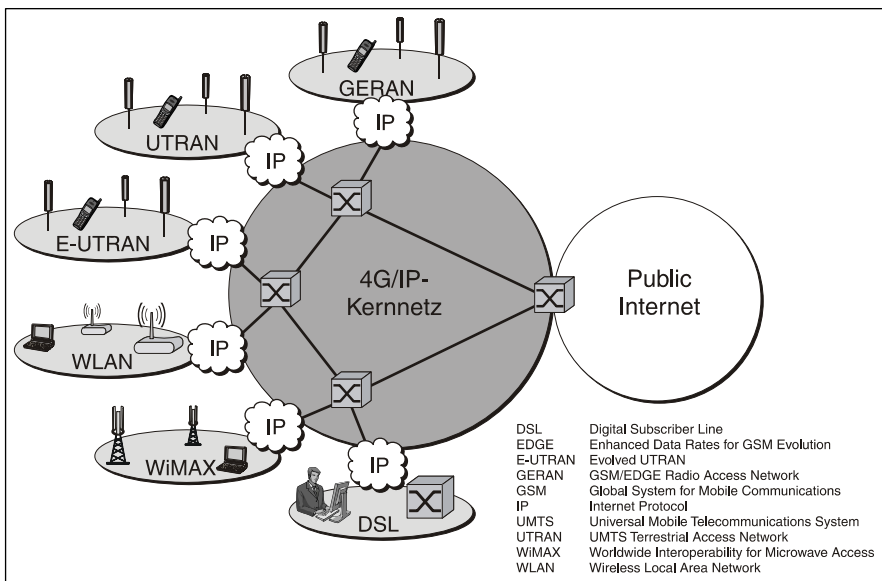 GERAN
IP
UTRAN
IP
E-UTRAN
IP
4G/IP-
Kernnetz
Public
Internet
WLAN
IP
WiMAX
IP
IP
DSL
DSL Digital Subscriber Line
EDGE Enhanced Data Rates for GSM Evolution
E-UTRAN Evolved UTRAN
GERAN GSM/EDGE Radio Access Network
GSM Global System for Mobile Communications
IP Internet Protocol
UMTS Universal Mobile Telecommunications System
UTRAN UMTS Terrestrial Access Network
WiMAX Worldwide Interoperability for Microwave Access
WLAN Wireless Local Area Network